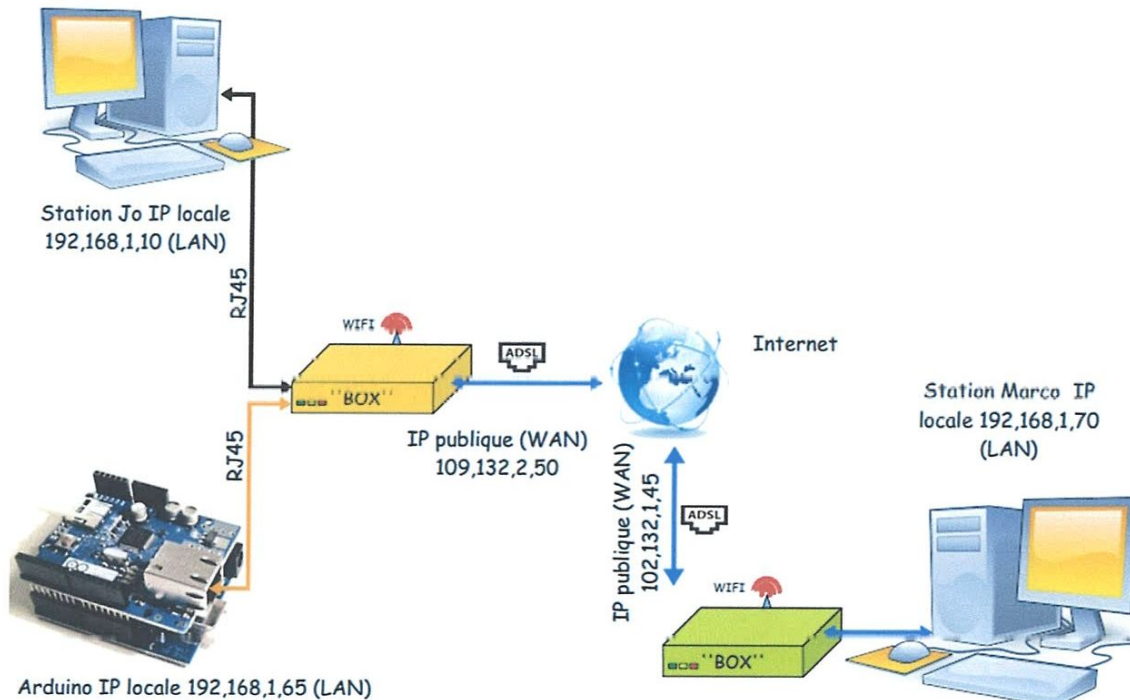 Station Jo IP locale
192,168,1,10 (LAN)
RJ45
WIFI
"BOX"
ADSL
Internet
IP publique (WAN)
109,132,2,50
RJ45
Arduino IP locale 192,168,1,65 (LAN)
IP publique (WAN)
102,132,1,45
ADSL
Station Marco IP
locale 192,168,1,70
(LAN)
WIFI
"BOX"